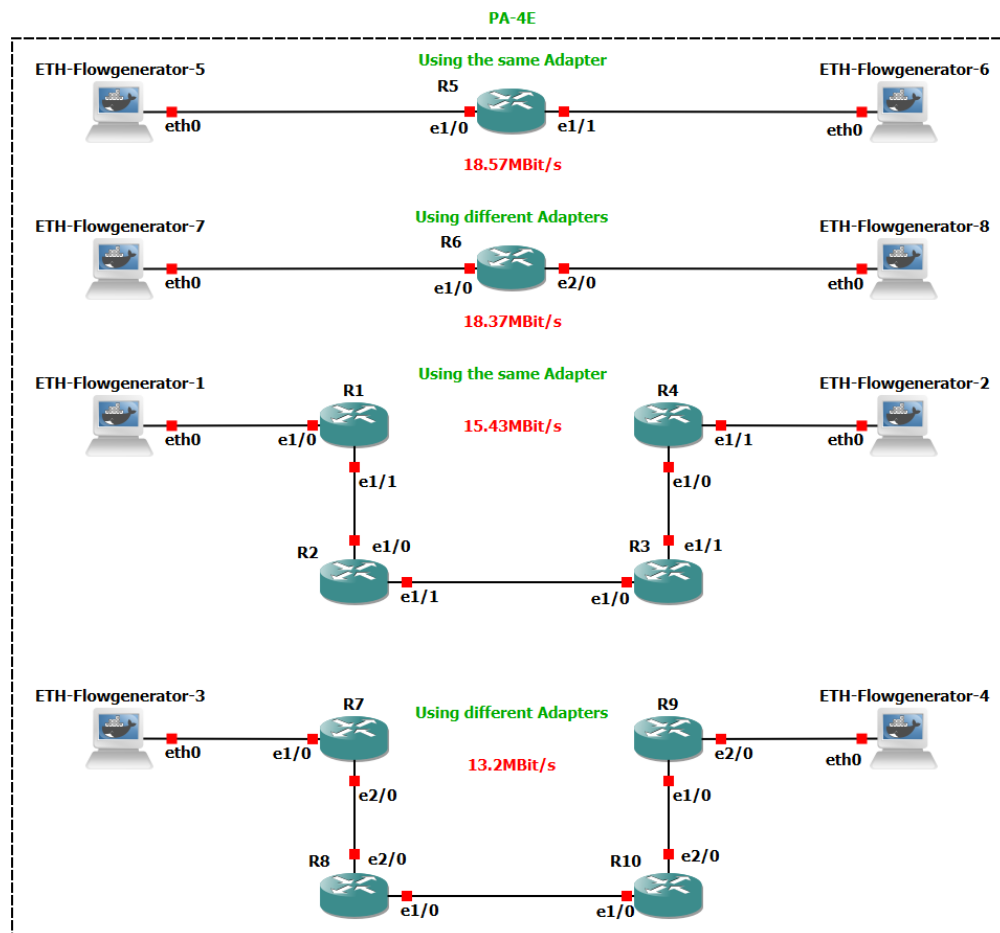 PA-4E
Using the same Adapter
ETH-Flowgenerator-5
ETH-Flowgenerator-6
R5
eth0
e1/0
e1/1
eth0
18.57MBit/s
Using different Adapters
ETH-Flowgenerator-7
ETH-Flowgenerator-8
R6
eth0
e1/0
e2/0
eth0
18.37MBit/s
Using the same Adapter
ETH-Flowgenerator-1
ETH-Flowgenerator-2
R1
R4
eth0
e1/0
15.43MBit/s
e1/1
eth0
e1/1
e1/0
e1/0
e1/1
R2
R3
e1/1
e1/0
ETH-Flowgenerator-3
ETH-Flowgenerator-4
R7
Using different Adapters
R9
eth0
e1/0
13.2MBit/s
e2/0
eth0
e2/0
e1/0
e2/0
e2/0
R8
R10
e1/0
e1/0